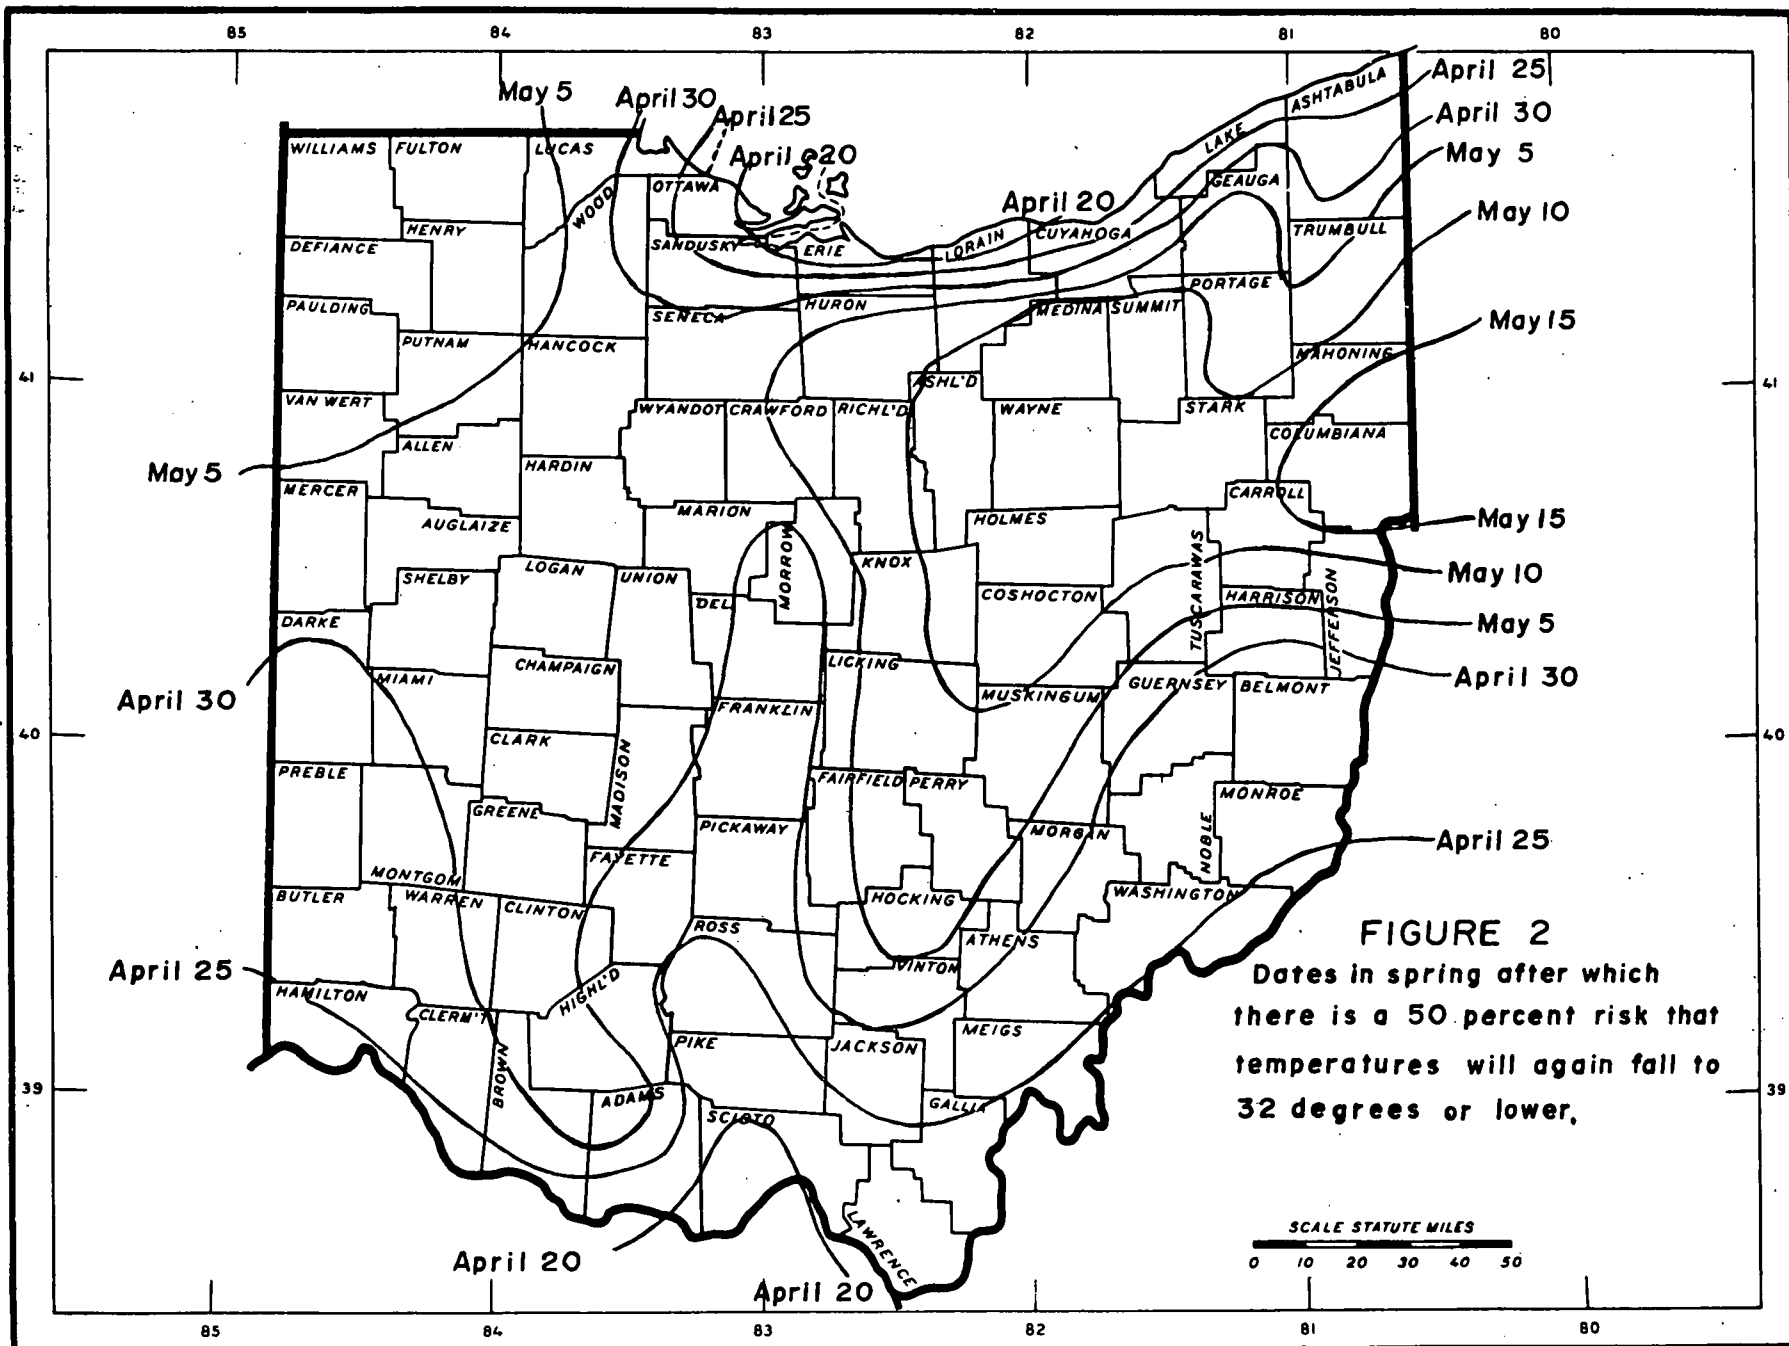 85 84 83 82 81 80
May 5
April 30
April 25
April 20
April 20
April 25
April 30
May 5
May 10
May 15
May 15
May 10
May 5
April 30
April 25
May 5
April 30
April 25
April 20
April 20
WILLIAMS FULTON LUCAS
WOOD OTTAWA
SANDUSKY ERIE LORAIN CUYAHOGA LAKE ASHTABULA
GEAUGA TRUMBULL
DEFIANCE HENRY
PAULDING PUTNAM HANCOCK SENECA HURON MEDINA SUMMIT PORTAGE
MAHONING
41 41
VAN WERT ALLEN WYANDOT CRAWFORD RICHL'D ASHL'D WAYNE STARK
COLUMBIANA
HARDIN
MERCER AUGLAIZE MARION HOLMES CARROLL
MORROW KNOX TUSCARAWAS
SHELBY LOGAN UNION DEL COSHOCTON HARRISON JEFFERSON
DARKE
MIAMI CHAMPAIGN LICKING MUSKINGUM GUERNSEY BELMONT
FRANKLIN
40 40
CLARK MADISON
PREBLE GREENE PICKAWAY FAIRFIELD PERRY MORGAN NOBLE MONROE
MONTGOM FAYETTE
BUTLER WARREN CLINTON ROSS HOCKING ATHENS WASHINGTON
VINTON
HAMILTON CLERM'T HIGHL'D
BROWN PIKE JACKSON MEIGS
39 39
ADAMS SCIOTO GALLIA
LAWRENCE
FIGURE 2
Dates in spring after which
there is a 50 percent risk that
temperatures will again fall to
32 degrees or lower.
SCALE STATUTE MILES
0 10 20 30 40 50
85 84 83 82 81 80